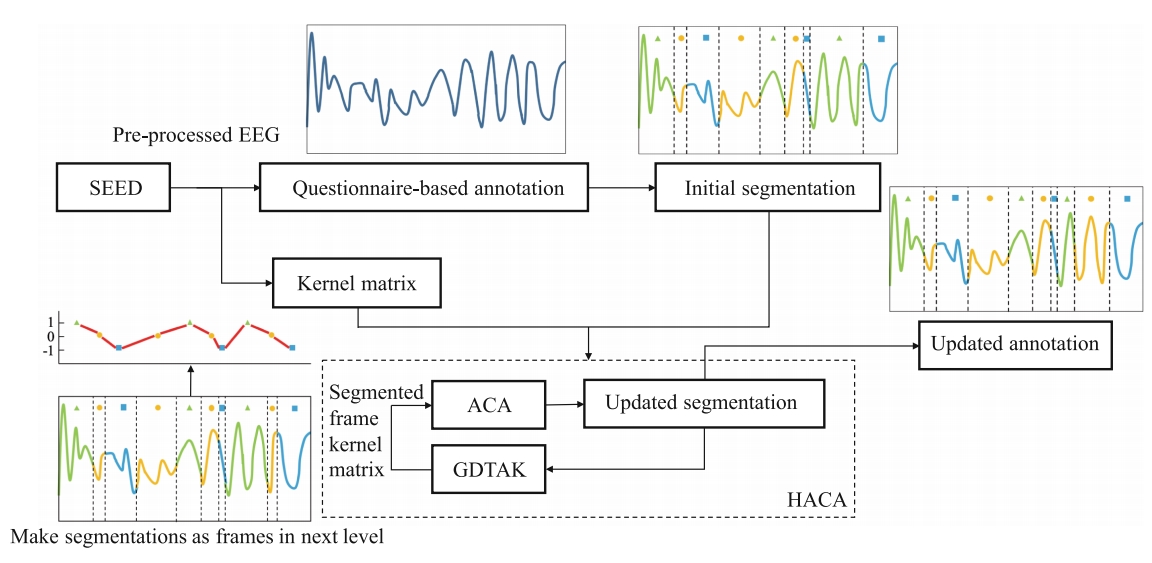 Pre-processed EEG
SEED
Questionnaire-based annotation
Initial segmentation
Kernel matrix
Updated annotation
1
0
-1
Segmented
frame
kernel
matrix
ACA
Updated segmentation
GDTAK
HACA
Make segmentations as frames in next level